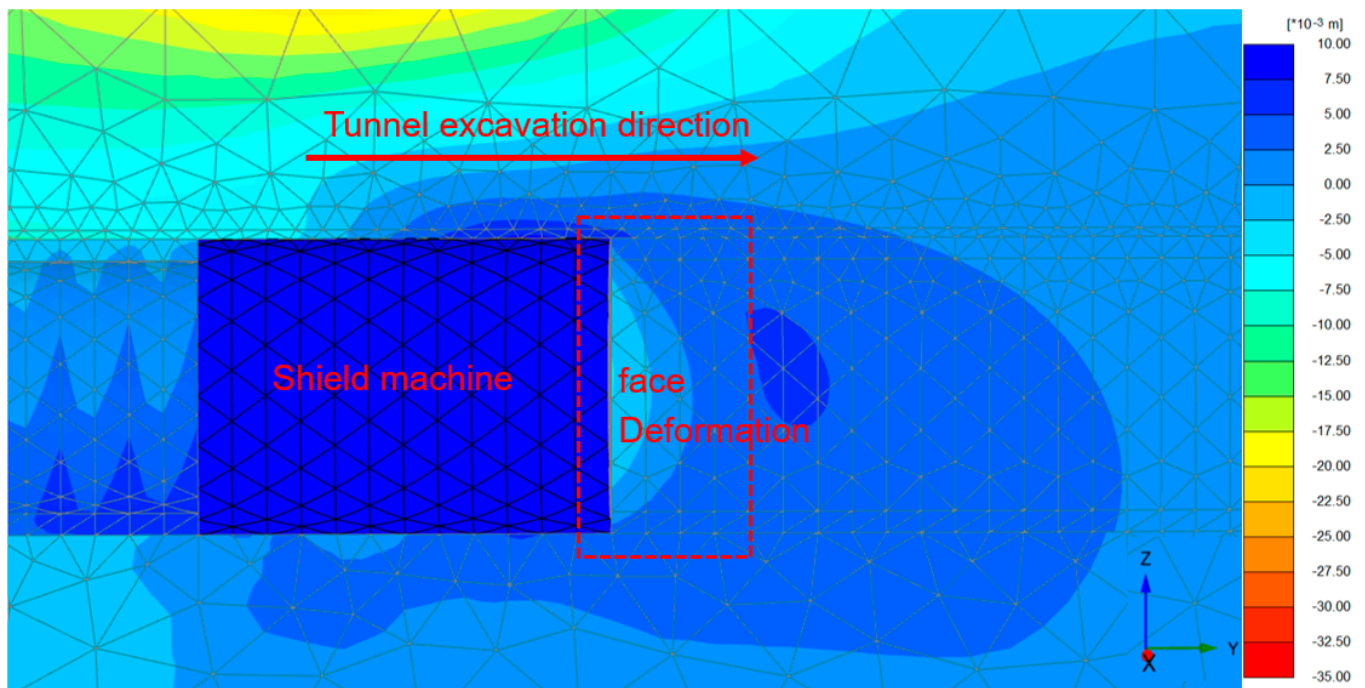 [*10-3 m]
10.00
7.50
5.00
2.50
0.00
-2.50
-5.00
-7.50
-10.00
-12.50
-15.00
-17.50
-20.00
-22.50
-25.00
-27.50
-30.00
-32.50
-35.00
Tunnel excavation direction
Shield machine
face
Deformation
Z
Y
X